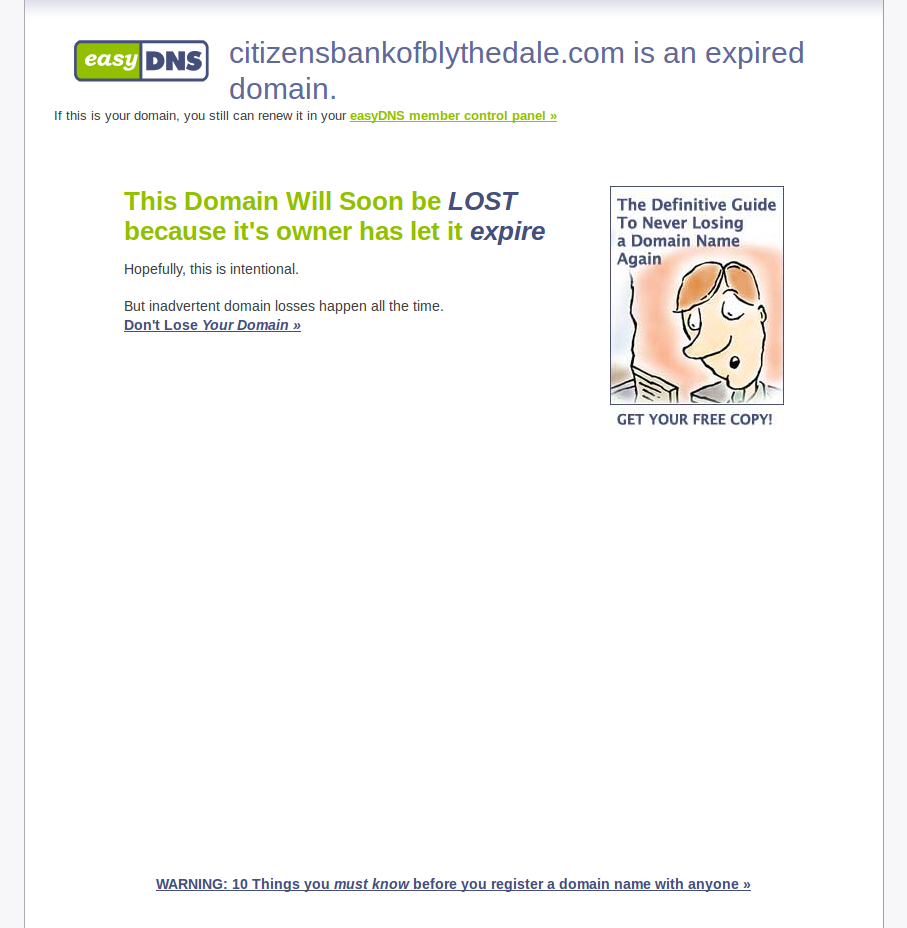 easyDNS
citizensbankofblythedale.com is an expired
domain.
If this is your domain, you still can renew it in your easyDNS member control panel »
This Domain Will Soon be LOST
because it's owner has let it expire
Hopefully, this is intentional.
But inadvertent domain losses happen all the time.
Don't Lose Your Domain »
The Definitive Guide
To Never Losing
a Domain Name
Again
GET YOUR FREE COPY!
WARNING: 10 Things you must know before you register a domain name with anyone »